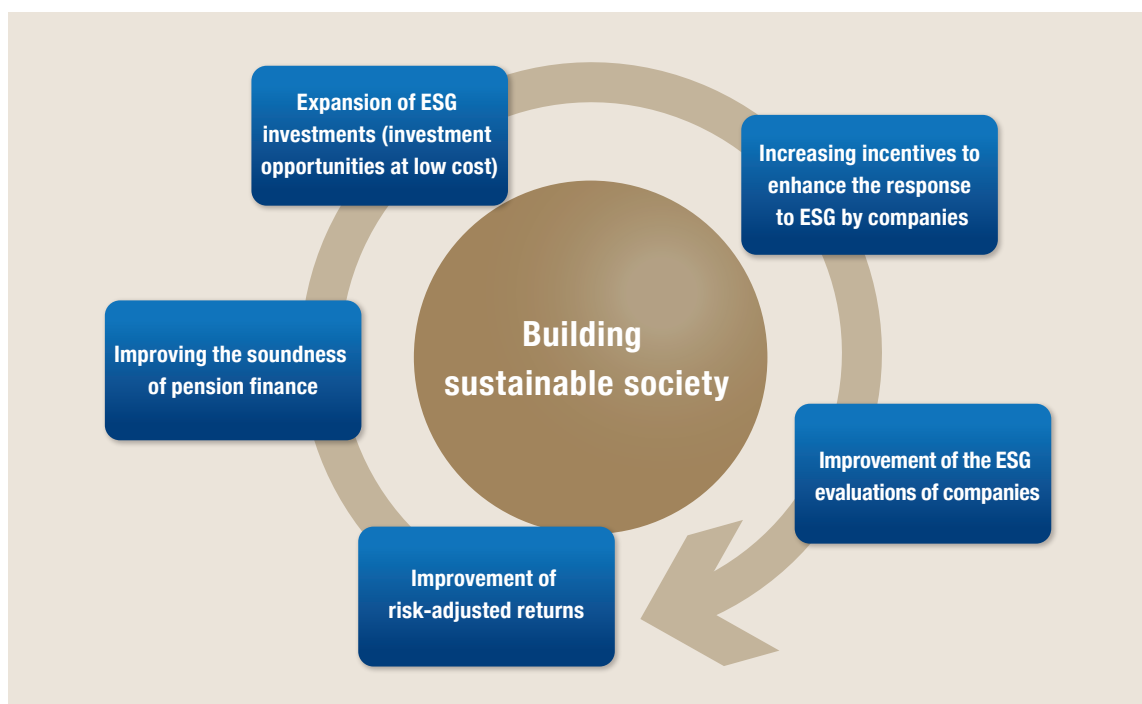 Expansion of ESG
investments (investment
opportunities at low cost)
Increasing incentives to
enhance the response
to ESG by companies
Building
sustainable society
Improving the soundness
of pension finance
Improvement of the ESG
evaluations of companies
Improvement of
risk-adjusted returns